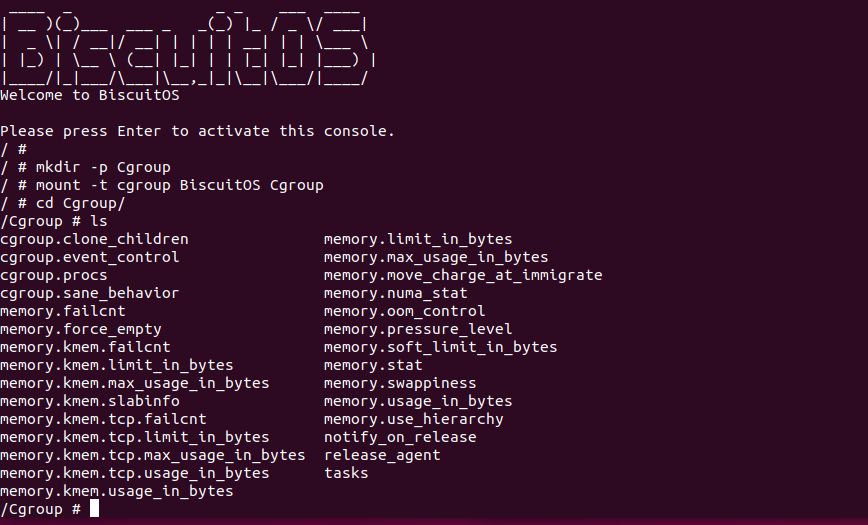 BiscuitOS
Welcome to BiscuitOS
Please press Enter to activate this console.
/ #
/ # mkdir -p Cgroup
/ # mount -t cgroup BiscuitOS Cgroup
/ # cd Cgroup/
/Cgroup # ls
cgroup.clone_children memory.limit_in_bytes
cgroup.event_control memory.max_usage_in_bytes
cgroup.procs memory.move_charge_at_immigrate
cgroup.sane_behavior memory.numa_stat
memory.failcnt memory.oom_control
memory.force_empty memory.pressure_level
memory.kmem.failcnt memory.soft_limit_in_bytes
memory.kmem.limit_in_bytes memory.stat
memory.kmem.max_usage_in_bytes memory.swappiness
memory.kmem.slabinfo memory.usage_in_bytes
memory.kmem.tcp.failcnt memory.use_hierarchy
memory.kmem.tcp.limit_in_bytes notify_on_release
memory.kmem.tcp.max_usage_in_bytes release_agent
memory.kmem.tcp.usage_in_bytes tasks
memory.kmem.usage_in_bytes
/Cgroup #